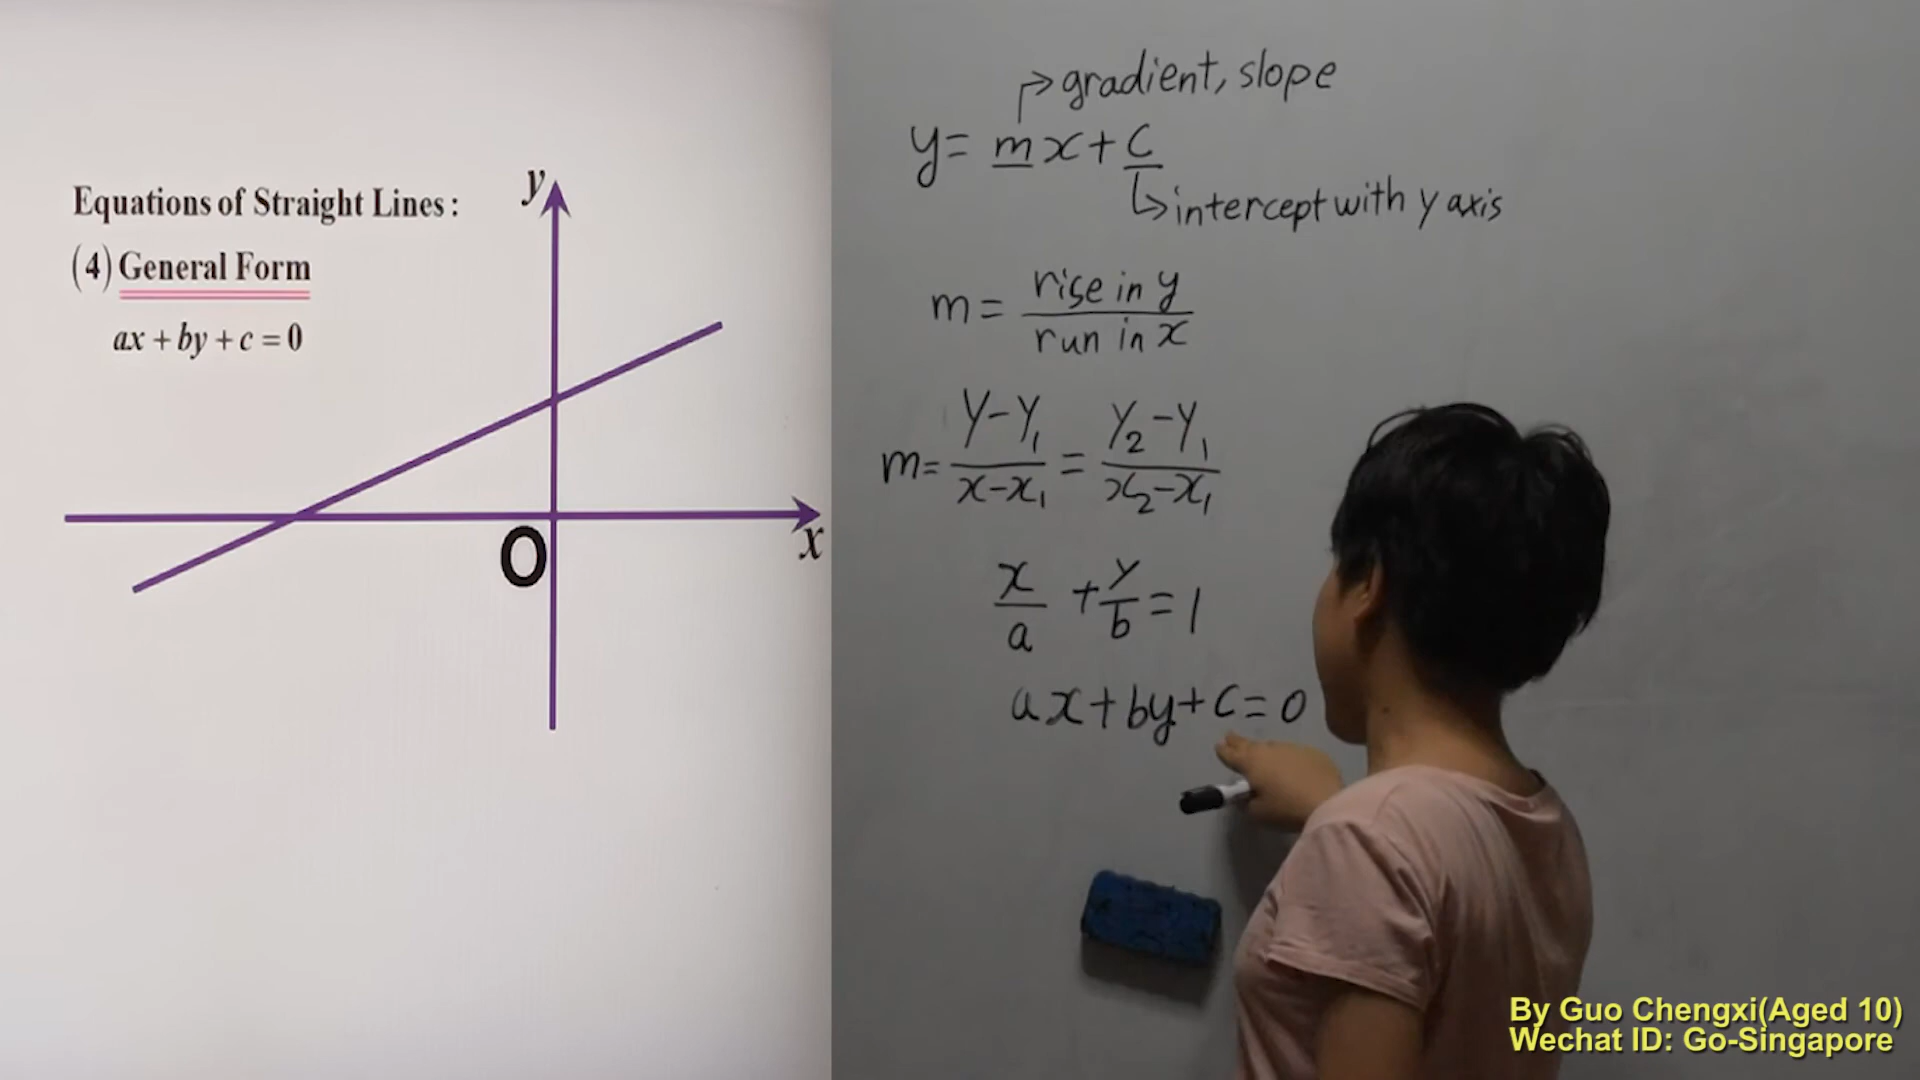 Equations of Straight Lines:
(4) General Form
ax + by + c = 0
y
x
O
gradient, slope
y = mx + c
intercept with y axis
m = rise in y / run in x
m = y - y₁ / x - x₁ = y₂ - y₁ / x₂ - x₁
x/a + y/b = 1
ax + by + c = 0
By Guo Chengxi(Aged 10)
Wechat ID: Go-Singapore